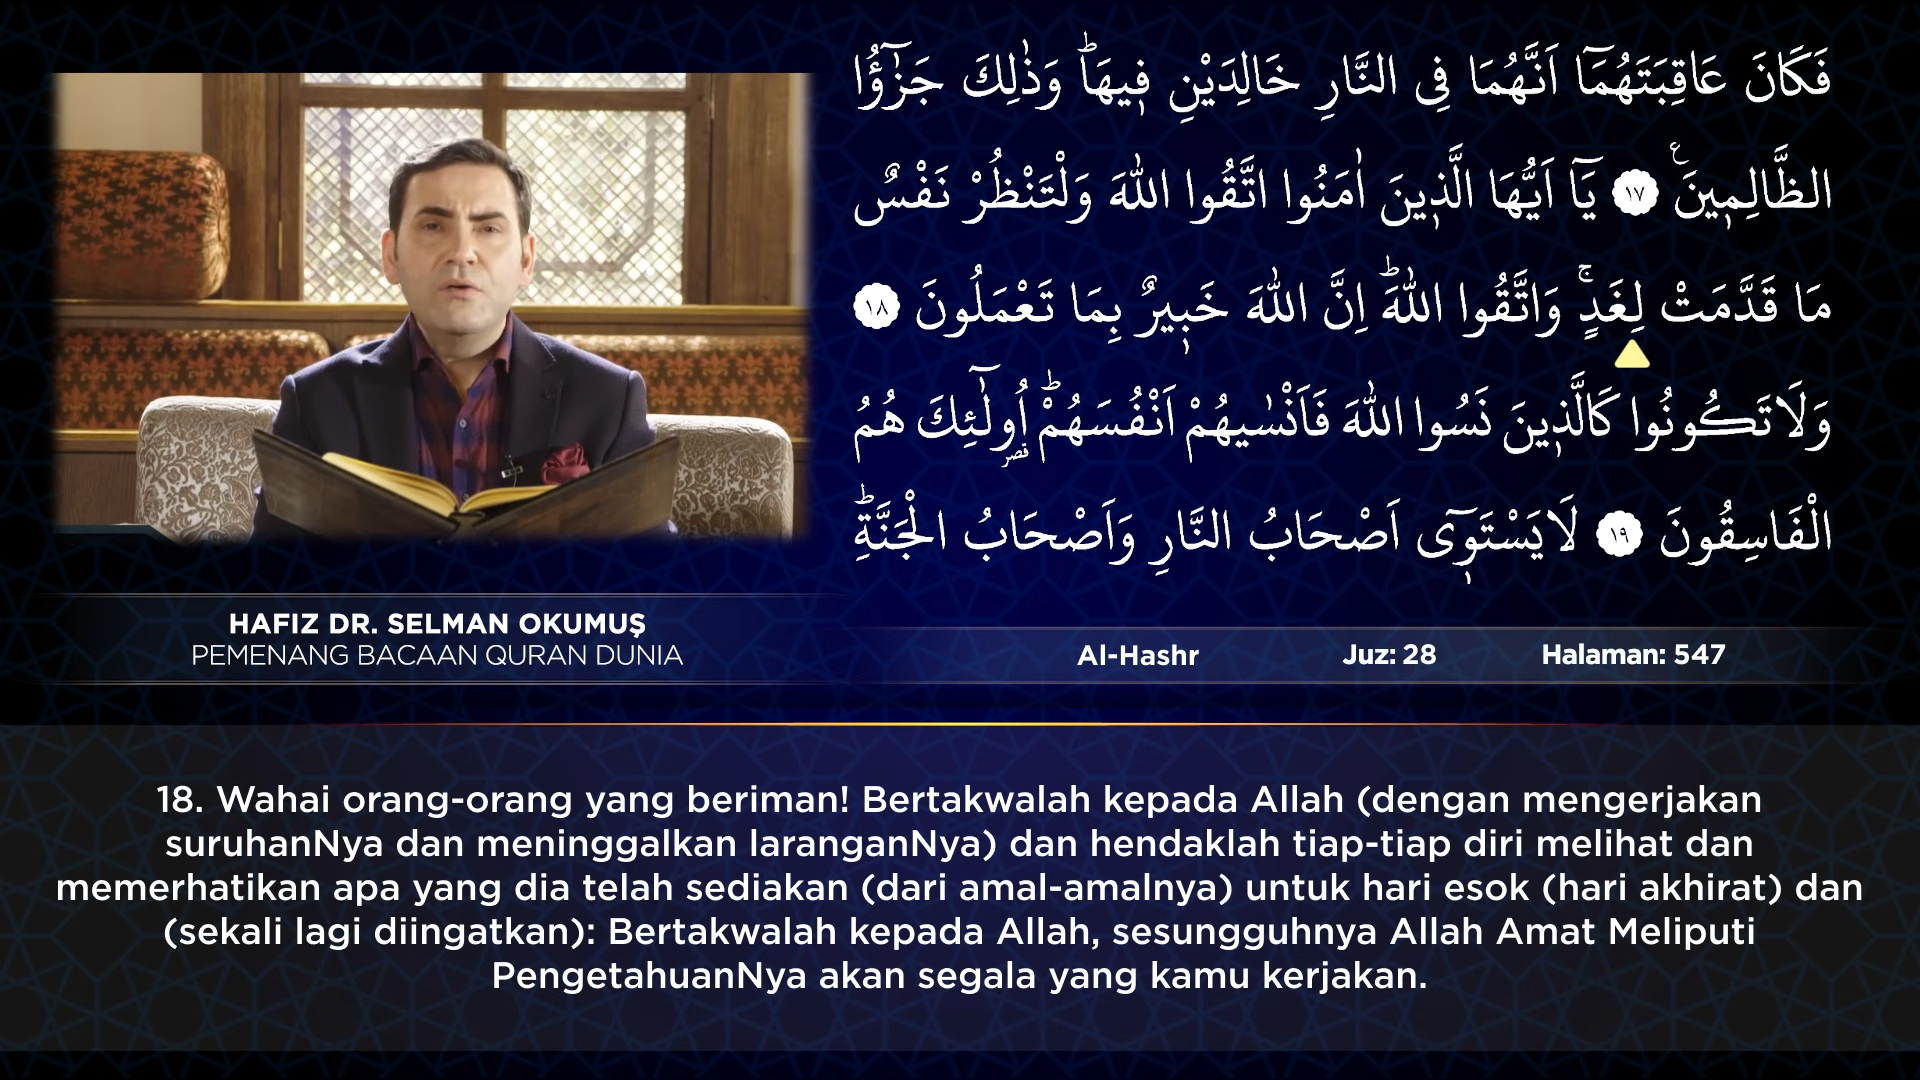 فَكَانَ عَاقِبَتَهُمَٓا اَنَّهُمَا فِى النَّارِ خَالِدَيْنِ ف۪يهَاۜ وَذٰلِكَ جَزٰٓؤُا
الظَّالِم۪ينَ۟ ﴿١٧﴾ يَٓا اَيُّهَا الَّذ۪ينَ اٰمَنُوا اتَّقُوا اللّٰهَ وَلْتَنْظُرْ نَفْسٌ
مَا قَدَّمَتْ لِغَدٍۚ وَاتَّقُوا اللّٰهَۜ اِنَّ اللّٰهَ خَب۪يرٌ بِمَا تَعْمَلُونَ ﴿١٨﴾
وَلَا تَكُونُوا كَالَّذ۪ينَ نَسُوا اللّٰهَ فَاَنْسٰيهُمْ اَنْفُسَهُمْۜ اُو۬لٰٓئِكَ هُمُ
الْفَاسِقُونَ ﴿١٩﴾ لَا يَسْتَو۪ٓى اَصْحَابُ النَّارِ وَاَصْحَابُ الْجَنَّةِۜ
HAFIZ DR. SELMAN OKUMUŞ
PEMENANG BACAAN QURAN DUNIA
Al-Hashr Juz: 28 Halaman: 547
18. Wahai orang-orang yang beriman! Bertakwalah kepada Allah (dengan mengerjakan
suruhanNya dan meninggalkan laranganNya) dan hendaklah tiap-tiap diri melihat dan
memerhatikan apa yang dia telah sediakan (dari amal-amalnya) untuk hari esok (hari akhirat) dan
(sekali lagi diingatkan): Bertakwalah kepada Allah, sesungguhnya Allah Amat Meliputi
PengetahuanNya akan segala yang kamu kerjakan.